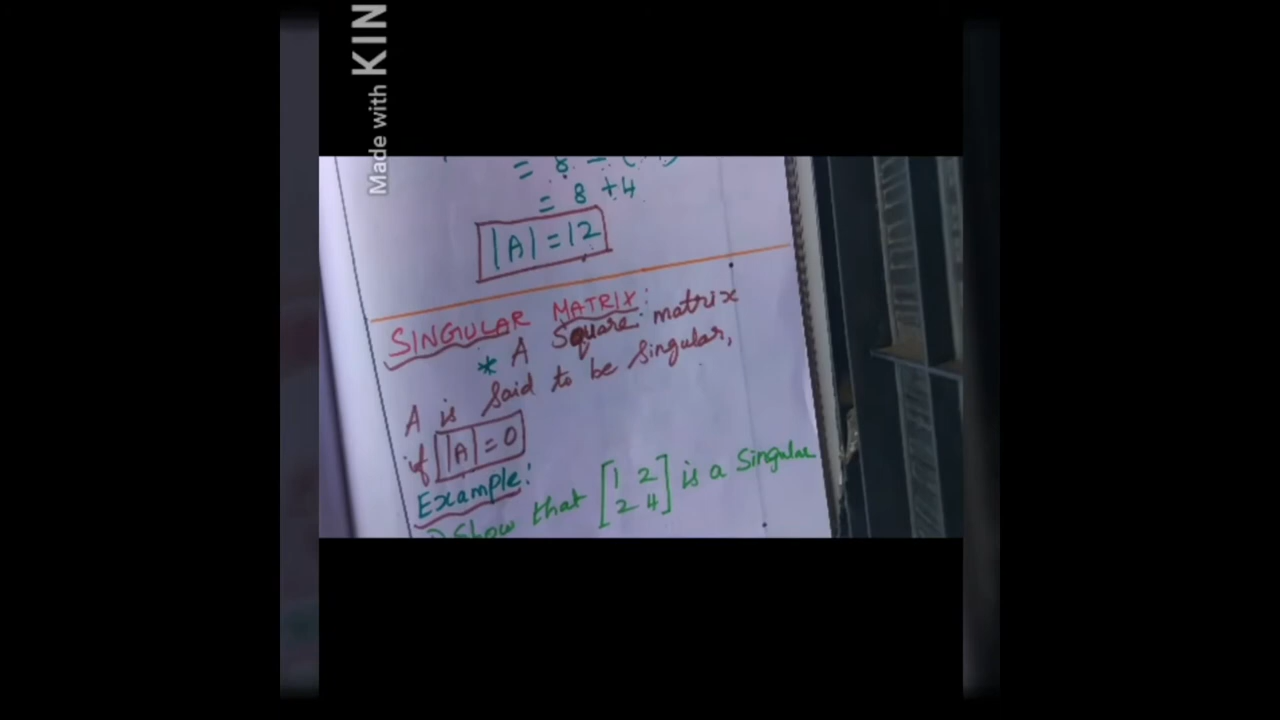 Made with KIN
= 8 - (
= 8 + 4
|A| = 12
SINGULAR MATRIX:
* A Square matrix
A is said to be singular,
if |A| = 0
Example:
Show that [1 2
2 4] is a Singular